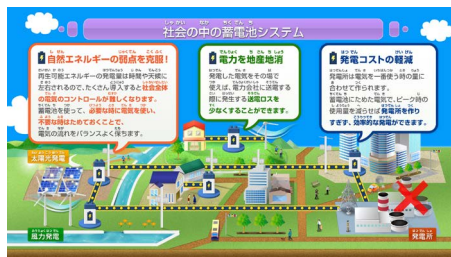 社会の中の蓄電池システム
自然エネルギーの弱点を克服！
再生可能エネルギーの発電量は時間や天候に
左右されるので、たくさん導入すると社会全体
の電気のコントロールが難しくなります。
蓄電池を使って、必要な時に電気を使い、
不要な時はためておくことで、
電気の流れをバランスよく保ちます。
電力を地産地消
発電した電気をその場で
使えば、電力会社に送電する
際に発生する送電ロスを
少なくすることができます。
発電コストの軽減
発電所は電気を一番使う時の量に
合わせて作られます。
蓄電池にためた電気で、ピーク時の
使用量を減らせば発電所を作り
すぎず、効率的な発電ができます。
太陽光発電
風力発電
発電所